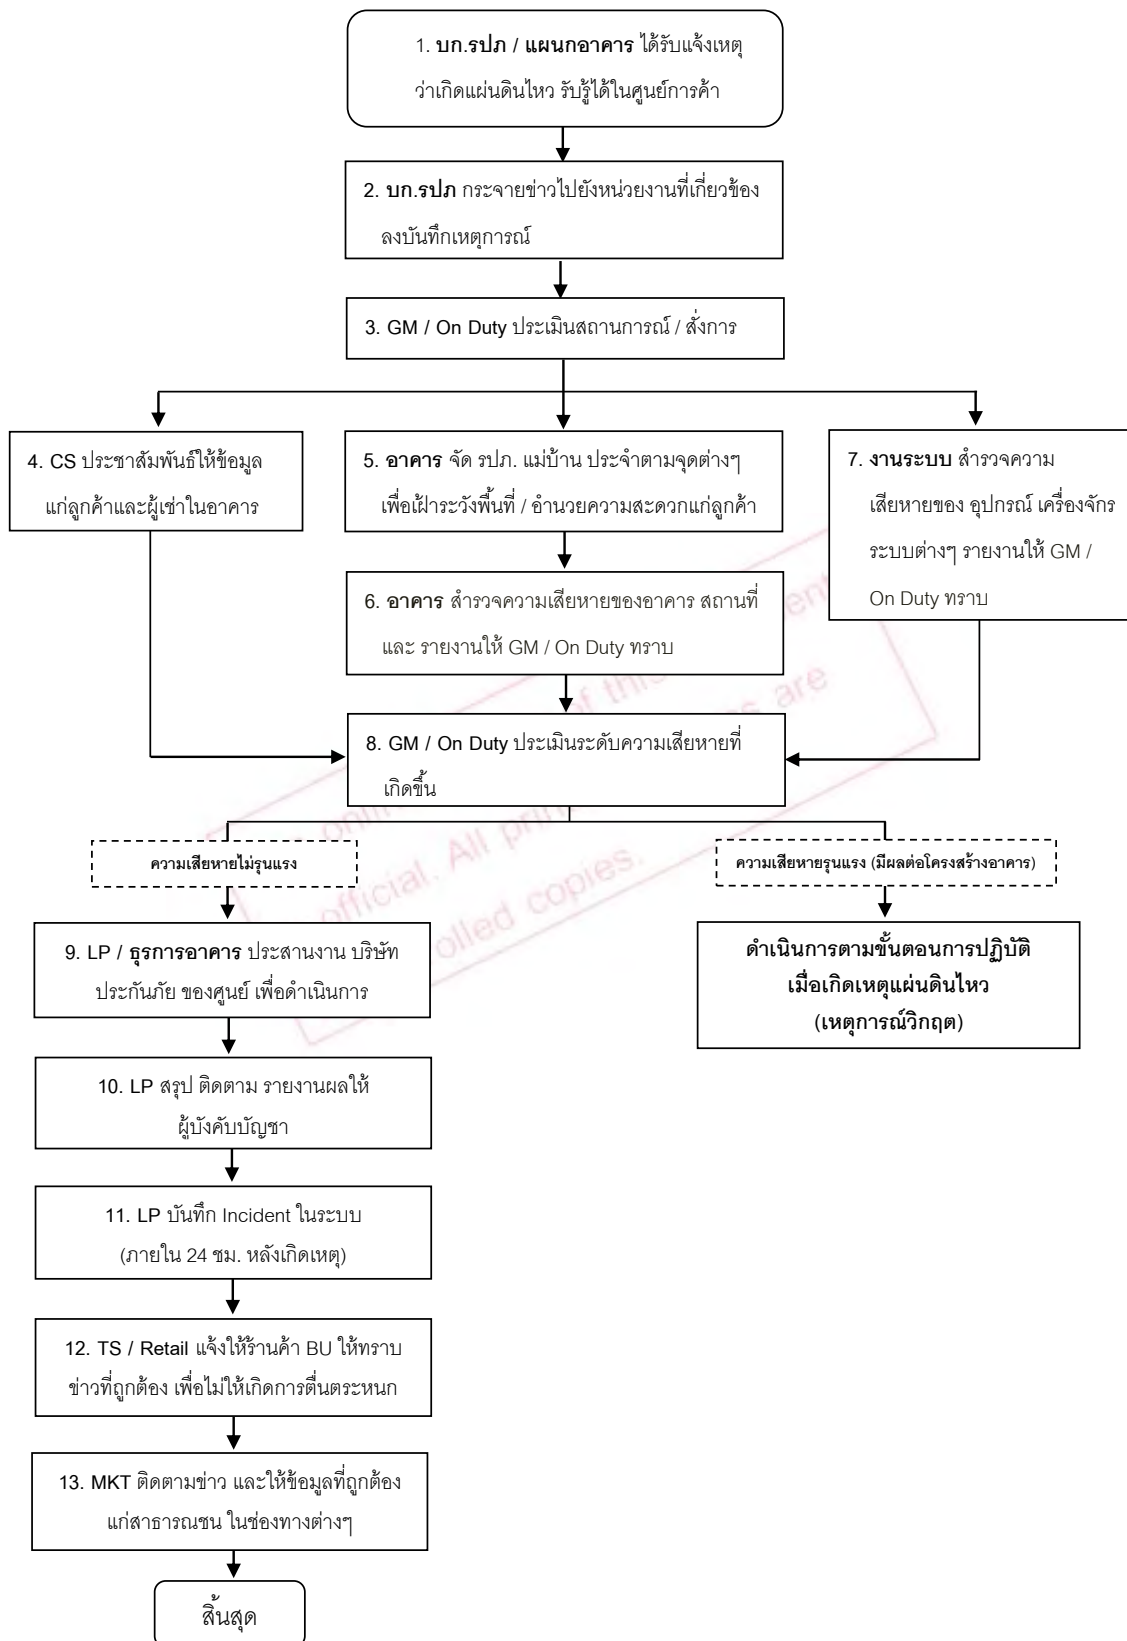 1. บก.รปภ / แผนกอาคาร ได้รับแจ้งเหตุ
ว่าเกิดแผ่นดินไหว รับรู้ได้ในศูนย์การค้า
2. บก.รปภ กระจายข่าวไปยังหน่วยงานที่เกี่ยวข้อง
ลงบันทึกเหตุการณ์
3. GM / On Duty ประเมินสถานการณ์ / สั่งการ
4. CS ประชาสัมพันธ์ให้ข้อมูล
แก่ลูกค้าและผู้เช่าในอาคาร
5. อาคาร จัด รปภ. แม่บ้าน ประจำตามจุดต่างๆ
เพื่อเฝ้าระวังพื้นที่ / อำนวยความสะดวกแก่ลูกค้า
6. อาคาร สำรวจความเสียหายของอาคาร สถานที่
และ รายงานให้ GM / On Duty ทราบ
7. งานระบบ สำรวจความ
เสียหายของ อุปกรณ์ เครื่องจักร
ระบบต่างๆ รายงานให้ GM /
On Duty ทราบ
8. GM / On Duty ประเมินระดับความเสียหายที่
เกิดขึ้น
ความเสียหายไม่รุนแรง
ความเสียหายรุนแรง (มีผลต่อโครงสร้างอาคาร)
9. LP / ธุรการอาคาร ประสานงาน บริษัท
ประกันภัย ของศูนย์ เพื่อดำเนินการ
ดำเนินการตามขั้นตอนการปฏิบัติ
เมื่อเกิดเหตุแผ่นดินไหว
(เหตุการณ์วิกฤต)
10. LP สรุป ติดตาม รายงานผลให้
ผู้บังคับบัญชา
11. LP บันทึก Incident ในระบบ
(ภายใน 24 ชม. หลังเกิดเหตุ)
12. TS / Retail แจ้งให้ร้านค้า BU ให้ทราบ
ข่าวที่ถูกต้อง เพื่อไม่ให้เกิดการตื่นตระหนก
13. MKT ติดตามข่าว และให้ข้อมูลที่ถูกต้อง
แก่สาธารณชน ในช่องทางต่างๆ
สิ้นสุด
of this
are
official. All
copies.